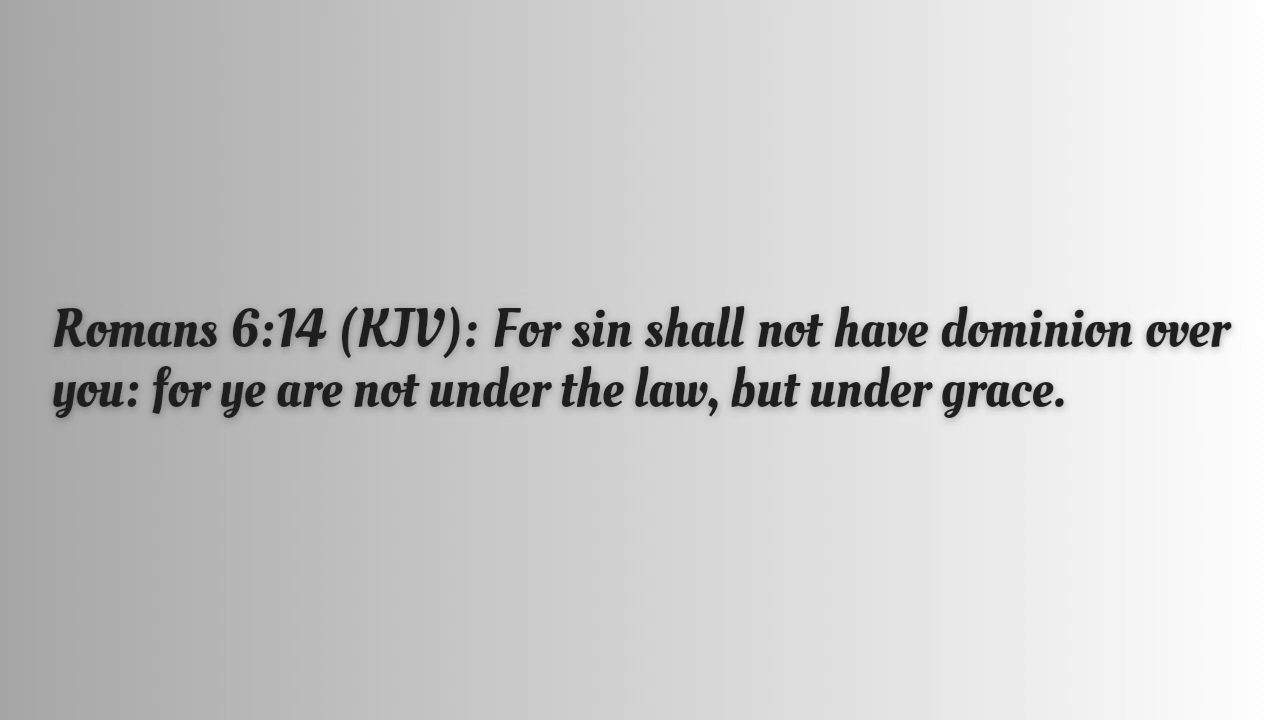 Romans 6:14 (KJV): For sin shall not have dominion over
you: for ye are not under the law, but under grace.